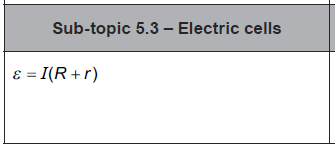 Sub-topic 5.3 – Electric cells
ε = I(R + r)